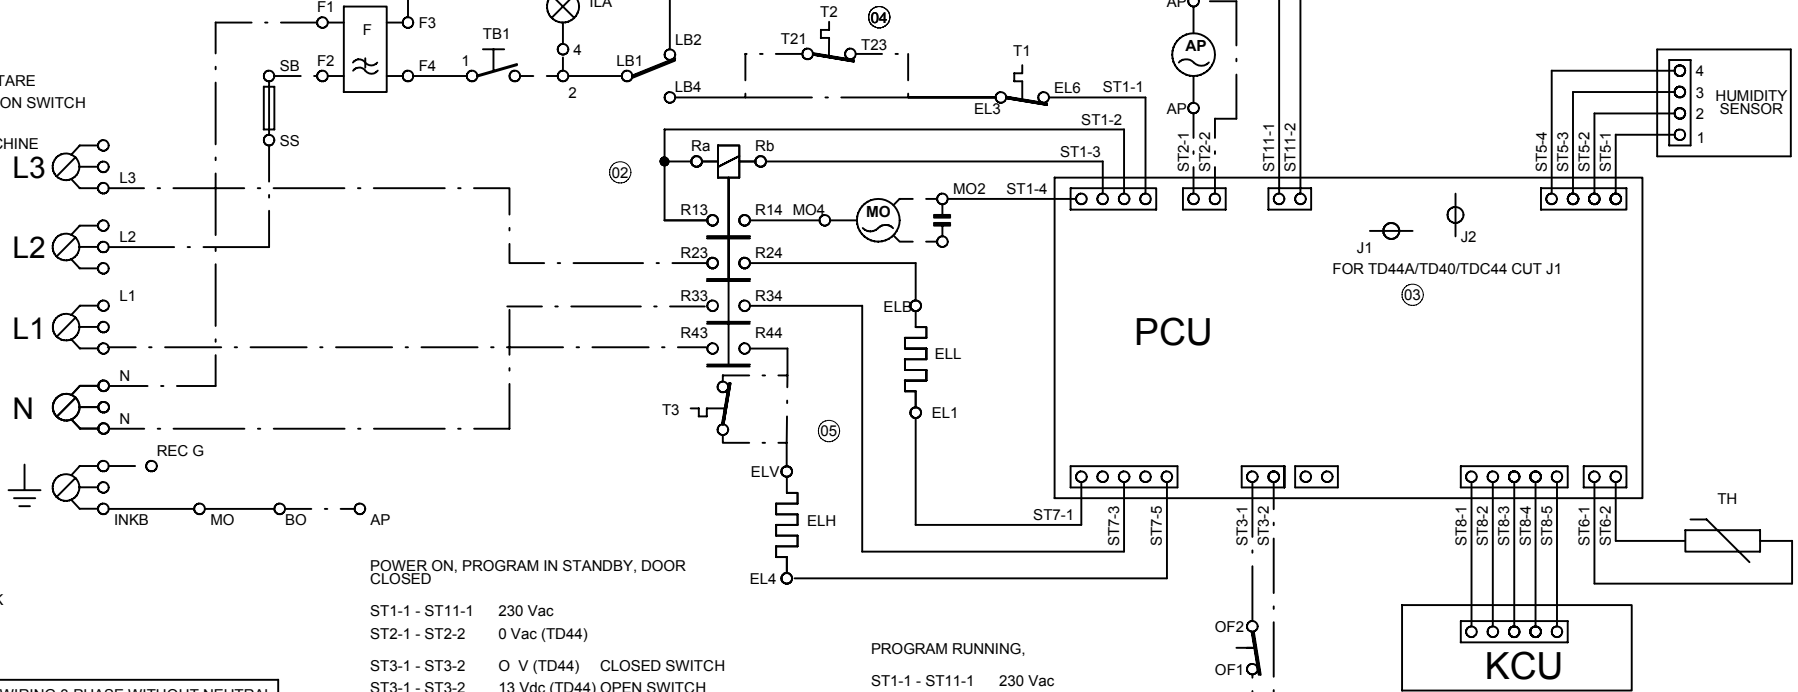 F1
F
F3
ILA
TB1
4
F2
F4
1
SB
2
LB1
LB2
LB4
SS
T2
04
T21
T23
T1
EL3
EL6
ST1-1
ST1-2
ST1-3
AP
AP
AP
ST2-1
ST2-2
ST11-1
ST11-2
ST5-4
ST5-3
ST5-2
ST5-1
4
3
2
1
HUMIDITY
SENSOR
TARE
ON SWITCH
CHINE
L3
L3
L2
L2
L1
L1
N
N
N
REC G
INKB
MO
BO
AP
02
Ra
Rb
R13
R14
MO4
MO
MO2
ST1-4
R23
R24
R33
R34
R43
R44
T3
05
ELB
ELL
EL1
ELV
ELH
EL4
J1
J2
FOR TD44A/TD40/TDC44 CUT J1
03
PCU
ST7-1
ST7-3
ST7-5
ST3-1
ST3-2
ST8-1
ST8-2
ST8-3
ST8-4
ST8-5
ST6-1
ST6-2
TH
OF2
OF1
KCU
K
POWER ON, PROGRAM IN STANDBY, DOOR
CLOSED
ST1-1 - ST11-1 230 Vac
ST2-1 - ST2-2 0 Vac (TD44)
ST3-1 - ST3-2 O V (TD44) CLOSED SWITCH
ST3-1 - ST3-2 13 Vdc (TD44) OPEN SWITCH
PROGRAM RUNNING,
ST1-1 - ST11-1 230 Vac
WIRING 3 PHASE WITHOUT NEUTRAL